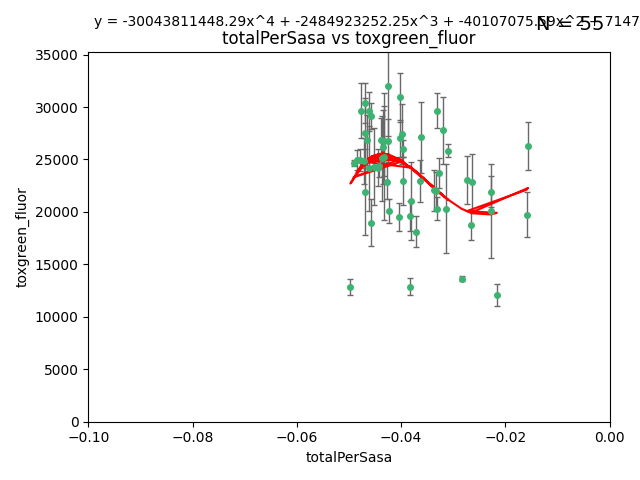 y = -30043811448.29x^4 + -2484923252.25x^3 + -40107075.59x^2 + 7147
N = 55
totalPerSasa vs toxgreen_fluor
35000
30000
25000
20000
15000
10000
5000
0
toxgreen_fluor
−0.10 −0.08 −0.06 −0.04 −0.02 0.00
totalPerSasa